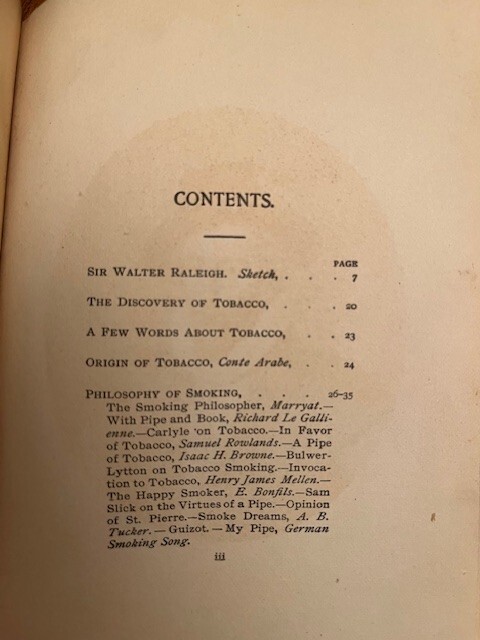 CONTENTS.
PAGE
SIR WALTER RALEIGH. Sketch, . . . 7
THE DISCOVERY OF TOBACCO, . . . 20
A FEW WORDS ABOUT TOBACCO, . . 23
ORIGIN OF TOBACCO, Conte Arabe, . . 24
PHILOSOPHY OF SMOKING, . . . 26-35
The Smoking Philosopher, Marryat.—
With Pipe and Book, Richard Le Galli-
enne.—Carlyle on Tobacco.—In Favor
of Tobacco, Samuel Rowlands.—A Pipe
of Tobacco, Isaac H. Browne.—Bulwer-
Lytton on Tobacco Smoking.—Invoca-
tion to Tobacco, Henry James Mellen.—
The Happy Smoker, E. Bonfils.—Sam
Slick on the Virtues of a Pipe.—Opinion
of St. Pierre.—Smoke Dreams, A. B.
Tucker.—Guizot.—My Pipe, German
Smoking Song.
iii